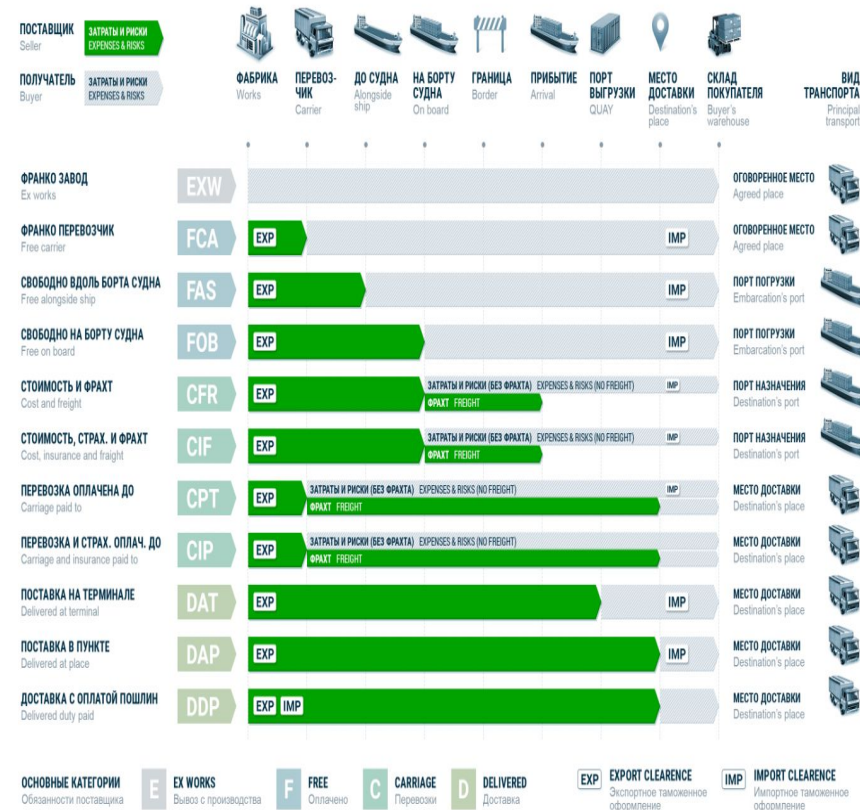 ПОСТАВЩИК
Seller
ЗАТРАТЫ И РИСКИ
EXPENSES & RISKS
ПОЛУЧАТЕЛЬ
Buyer
ЗАТРАТЫ И РИСКИ
EXPENSES & RISKS
ФАБРИКА
Works
ПЕРЕВОЗ-
ЧИК
Carrier
ДО СУДНА
Alongside
ship
НА БОРТУ
СУДНА
On board
ГРАНИЦА
Border
ПРИБЫТИЕ
Arrival
ПОРТ
ВЫГРУЗКИ
QUAY
МЕСТО
ДОСТАВКИ
Destination's
place
СКЛАД
ПОКУПАТЕЛЯ
Buyer's
warehouse
ВИД
ТРАНСПОРТА
Principal
transport
ФРАНКО ЗАВОД
Ex works
EXW
ОГОВОРЕННОЕ МЕСТО
Agreed place
ФРАНКО ПЕРЕВОЗЧИК
Free carrier
FCA
EXP
IMP
ОГОВОРЕННОЕ МЕСТО
Agreed place
СВОБОДНО ВДОЛЬ БОРТА СУДНА
Free alongside ship
FAS
EXP
IMP
ПОРТ ПОГРУЗКИ
Embarcation's port
СВОБОДНО НА БОРТУ СУДНА
Free on board
FOB
EXP
IMP
ПОРТ ПОГРУЗКИ
Embarcation's port
СТОИМОСТЬ И ФРАХТ
Cost and freight
CFR
EXP
ЗАТРАТЫ И РИСКИ (БЕЗ ФРАХТА) EXPENSES & RISKS (NO FREIGHT)
IMP
ФРАХТ FREIGHT
ПОРТ НАЗНАЧЕНИЯ
Destination's port
СТОИМОСТЬ, СТРАХ. И ФРАХТ
Cost, insurance and freight
CIF
EXP
ЗАТРАТЫ И РИСКИ (БЕЗ ФРАХТА) EXPENSES & RISKS (NO FREIGHT)
IMP
ФРАХТ FREIGHT
ПОРТ НАЗНАЧЕНИЯ
Destination's port
ПЕРЕВОЗКА ОПЛАЧЕНА ДО
Carriage paid to
CPT
EXP
ЗАТРАТЫ И РИСКИ (БЕЗ ФРАХТА) EXPENSES & RISKS (NO FREIGHT)
IMP
ФРАХТ FREIGHT
МЕСТО ДОСТАВКИ
Destination's place
ПЕРЕВОЗКА И СТРАХ. ОПЛАЧ. ДО
Carriage and insurance paid to
CIP
EXP
ЗАТРАТЫ И РИСКИ (БЕЗ ФРАХТА) EXPENSES & RISKS (NO FREIGHT)
ФРАХТ FREIGHT
МЕСТО ДОСТАВКИ
Destination's place
ПОСТАВКА НА ТЕРМИНАЛЕ
Delivered at terminal
DAT
EXP
IMP
МЕСТО ДОСТАВКИ
Destination's place
ПОСТАВКА В ПУНКТЕ
Delivered at place
DAP
EXP
IMP
МЕСТО ДОСТАВКИ
Destination's place
ДОСТАВКА С ОПЛАТОЙ ПОШЛИН
Delivered duty paid
DDP
EXP
IMP
МЕСТО ДОСТАВКИ
Destination's place
ОСНОВНЫЕ КАТЕГОРИИ
Обязанности поставщика
E
EX WORKS
Вывоз с производства
F
FREE
Оплачено
C
CARRIAGE
Перевозки
D
DELIVERED
Доставка
EXP
EXPORT CLEARENCE
Экспортное таможенное
оформление
IMP
IMPORT CLEARENCE
Импортное таможенное
оформление